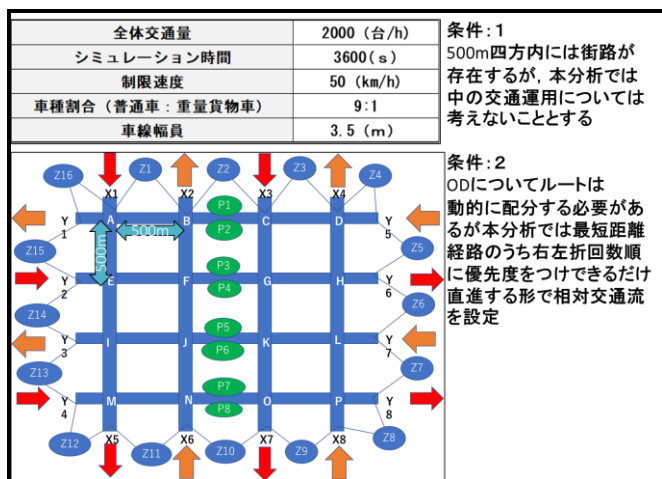 全体交通量 2000 (台/h)
シミュレーション時間 3600(s)
制限速度 50 (km/h)
車種割合(普通車:重量貨物車) 9:1
車線幅員 3.5 (m)
条件:1
500m四方内には街路が
存在するが,本分析では
中の交通運用については
考えないこととする
条件:2
ODについてルートは
動的に配分する必要があ
るが本分析では最短距離
経路のうち右左折回数順
に優先度をつけできるだけ
直進する形で相対交通流
を設定
Z16 Z1 Z2 Z3 Z4
X1 X2 X3 X4
P1
Y1 A B C D Y5
P2
500m
Z15 500m Z5
P3
Y2 E F G H Y6
P4
Z14 Z6
P5
Y3 I J K L Y7
P6
Z13 Z7
P7
Y4 M N O P Y8
P8
Z12 X5 X6 X7 X8 Z8
Z11 Z10 Z9